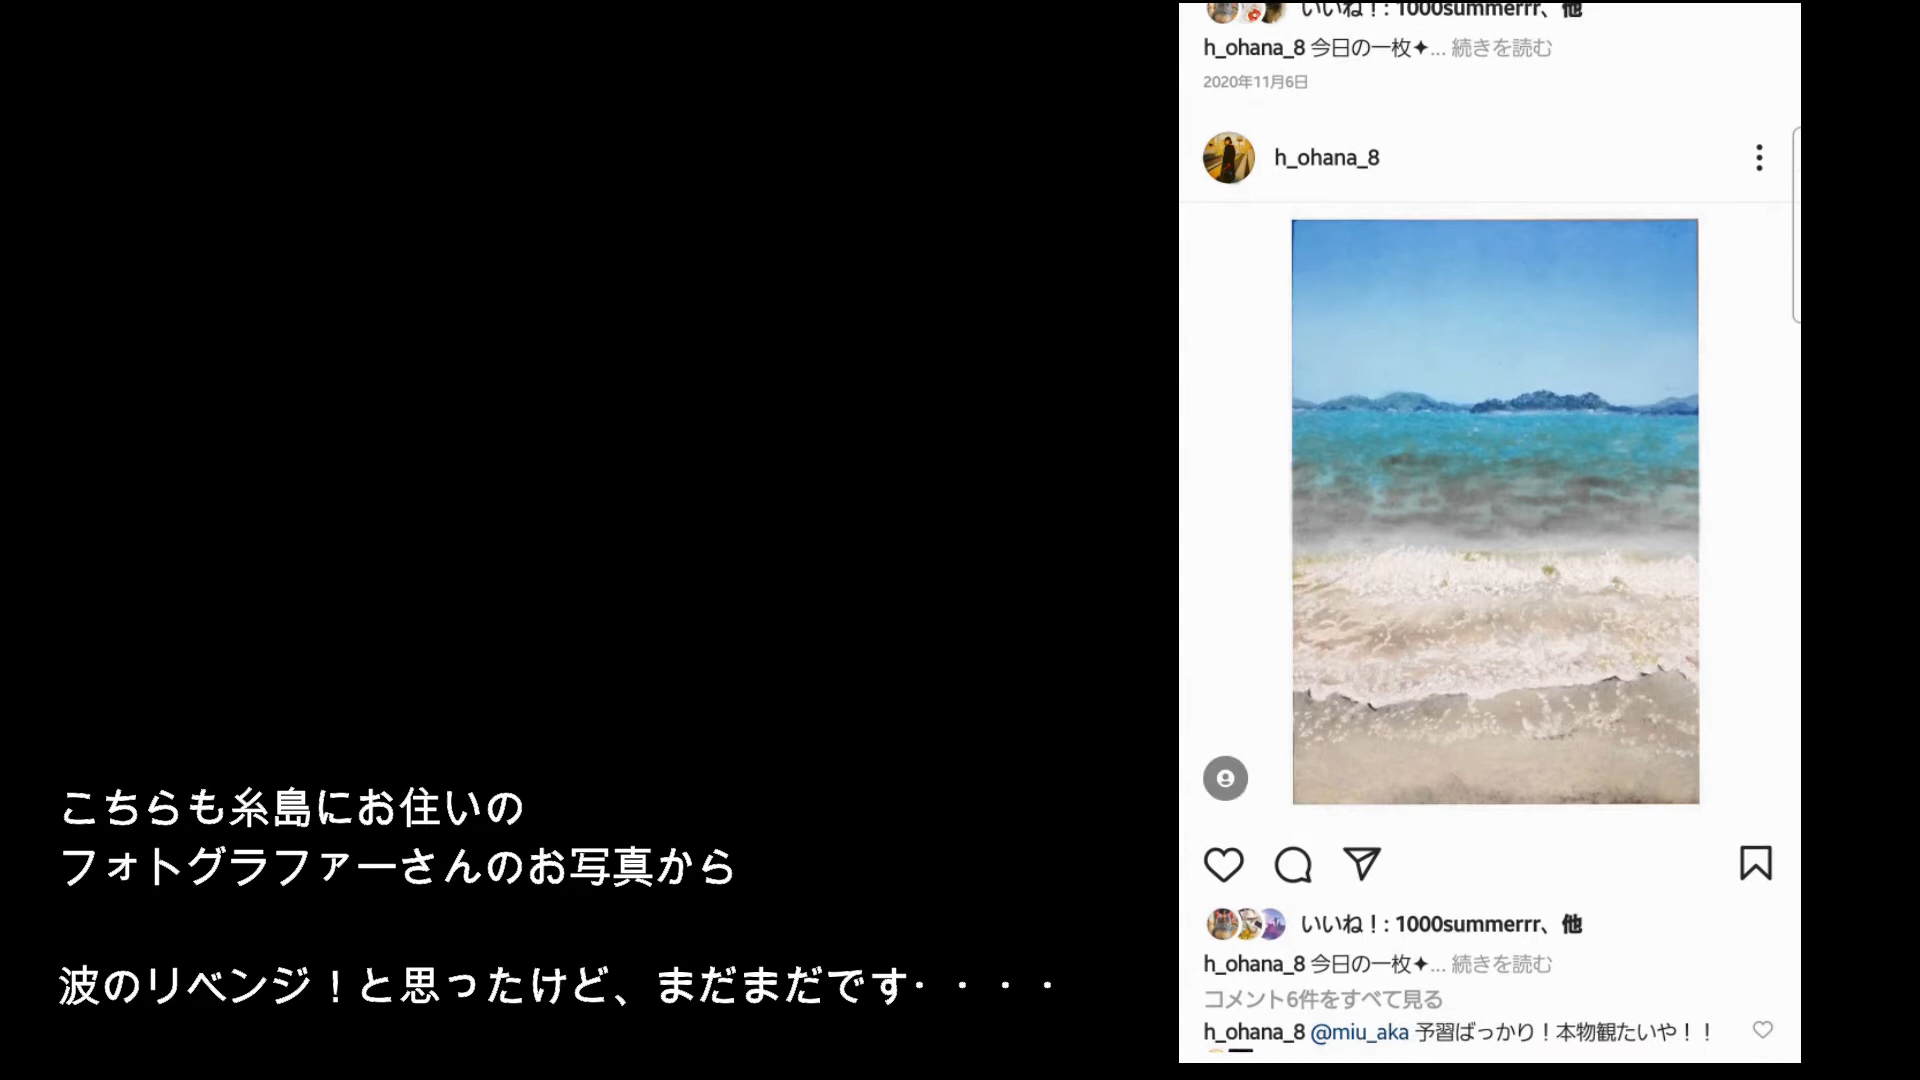 こちらも糸島にお住いの
フォトグラファーさんのお写真から
波のリベンジ！と思ったけど、まだまだです・・・・
いいね！: 1000summerrr、他
h_ohana_8 今日の一枚✦... 続きを読む
2020年11月6日
h_ohana_8
いいね！: 1000summerrr、他
h_ohana_8 今日の一枚✦... 続きを読む
コメント6件をすべて見る
h_ohana_8 @miu_aka 予習ばっかり！本物観たいや！！